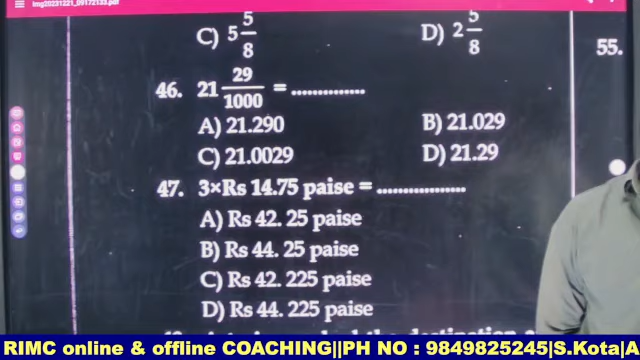 img20231221_09172133.pdf
C) 5 5/8
D) 2 5/8
55.
46. 21 29/1000 = ...............
A) 21.290
B) 21.029
C) 21.0029
D) 21.29
47. 3×Rs 14.75 paise = ..................
A) Rs 42. 25 paise
B) Rs 44. 25 paise
C) Rs 42. 225 paise
D) Rs 44. 225 paise
RIMC online & offline COACHING||PH NO : 9849825245|S.Kota|A